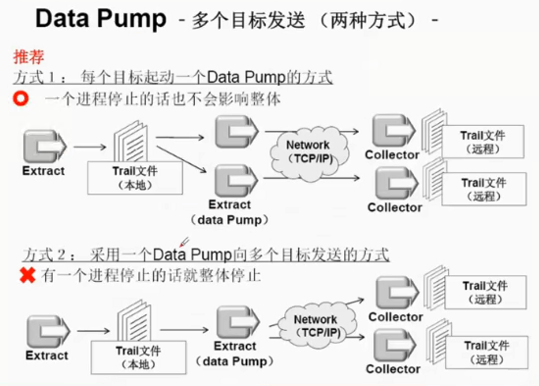 Data Pump - 多个目标发送 （两种方式） -
推荐
方式１： 每个目标起动一个Data Pump的方式
一个进程停止的话也不会影响整体
Extract
Trail文件
（本地）
Extract
(data Pump)
Network
（TCP/IP）
Collector
Trail文件
（远程）
Collector
Trail文件
（远程）
方式２： 采用一个Data Pump向多个目标发送的方式
有一个进程停止的话就整体停止
Extract
Trail文件
（本地）
Extract
(data Pump)
Network
（TCP/IP）
Collector
Trail文件
（远程）
Collector
Trail文件
（远程）